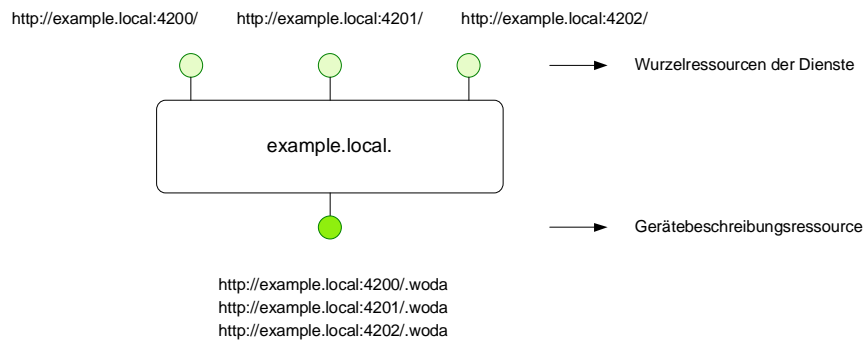 http://example.local:4200/ http://example.local:4201/ http://example.local:4202/
Wurzelressourcen der Dienste
example.local.
Gerätebeschreibungsressource
http://example.local:4200/.woda
http://example.local:4201/.woda
http://example.local:4202/.woda